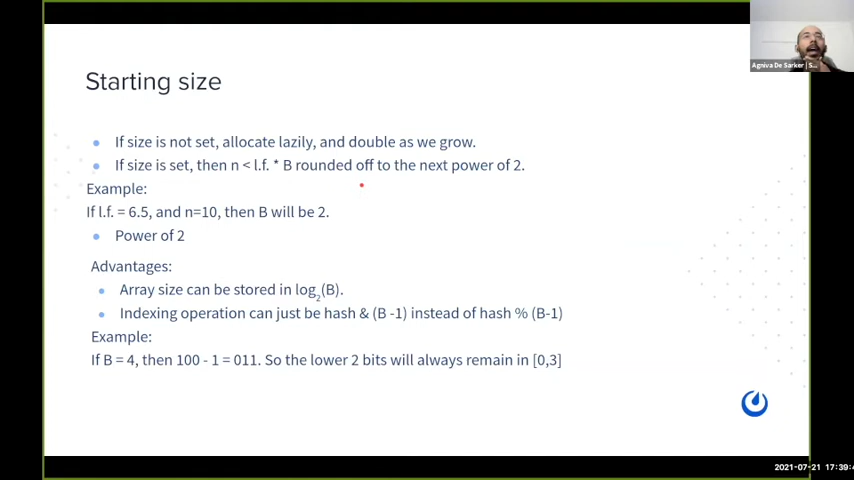 Agniva De Sarker | S...
Starting size
If size is not set, allocate lazily, and double as we grow.
If size is set, then n < l.f. * B rounded off to the next power of 2.
Example:
If l.f. = 6.5, and n=10, then B will be 2.
Power of 2
Advantages:
Array size can be stored in log2(B).
Indexing operation can just be hash & (B -1) instead of hash % (B-1)
Example:
If B = 4, then 100 - 1 = 011. So the lower 2 bits will always remain in [0,3]
2021-07-21 17:39:4